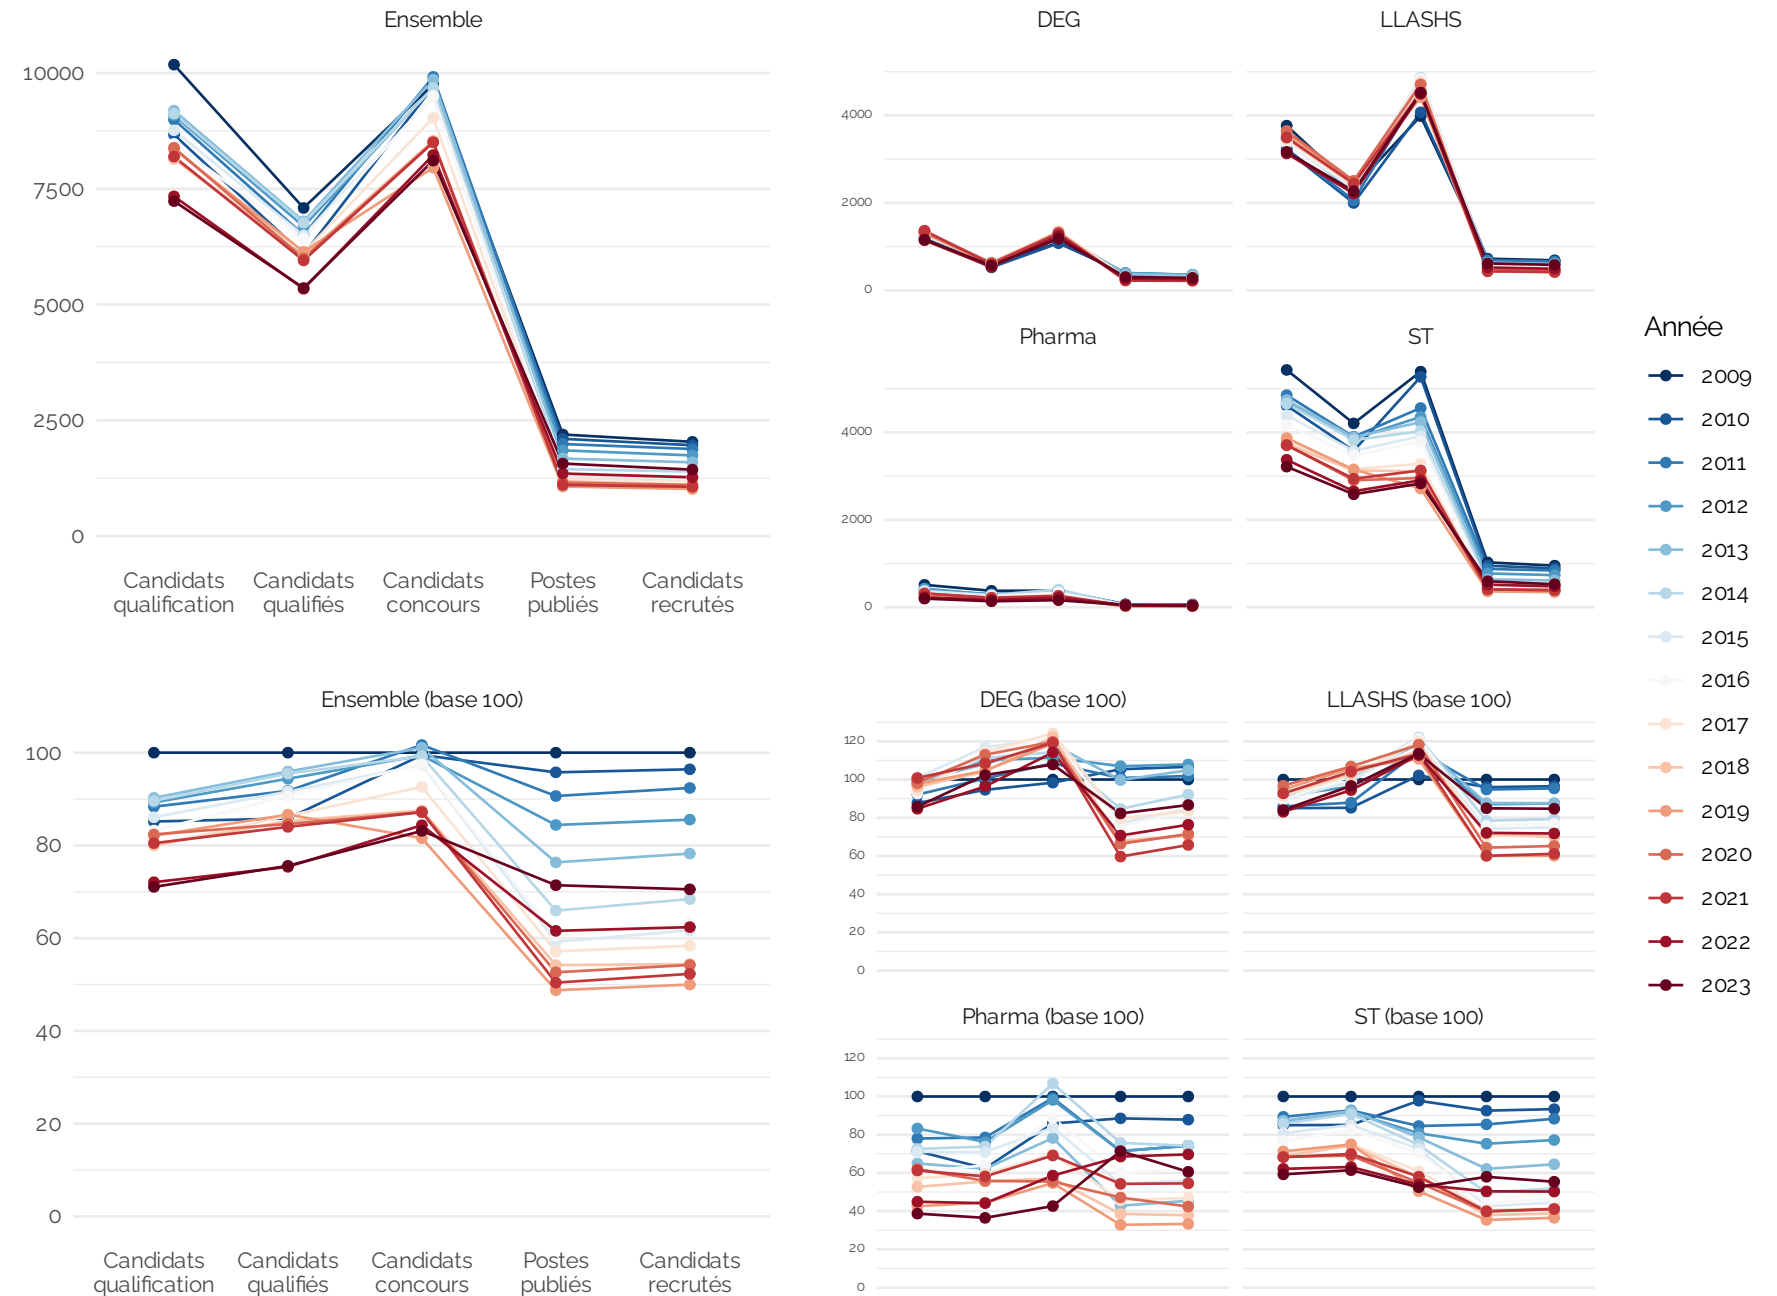 Ensemble
10000
7500
5000
2500
0
Candidats qualification
Candidats qualifiés
Candidats concours
Postes publiés
Candidats recrutés
DEG
LLASHS
4000
2000
0
Pharma
ST
4000
2000
0
Ensemble (base 100)
100
80
60
40
20
0
Candidats qualification
Candidats qualifiés
Candidats concours
Postes publiés
Candidats recrutés
DEG (base 100)
LLASHS (base 100)
120
100
80
60
40
20
0
Pharma (base 100)
ST (base 100)
120
100
80
60
40
20
0
Année
2009
2010
2011
2012
2013
2014
2015
2016
2017
2018
2019
2020
2021
2022
2023